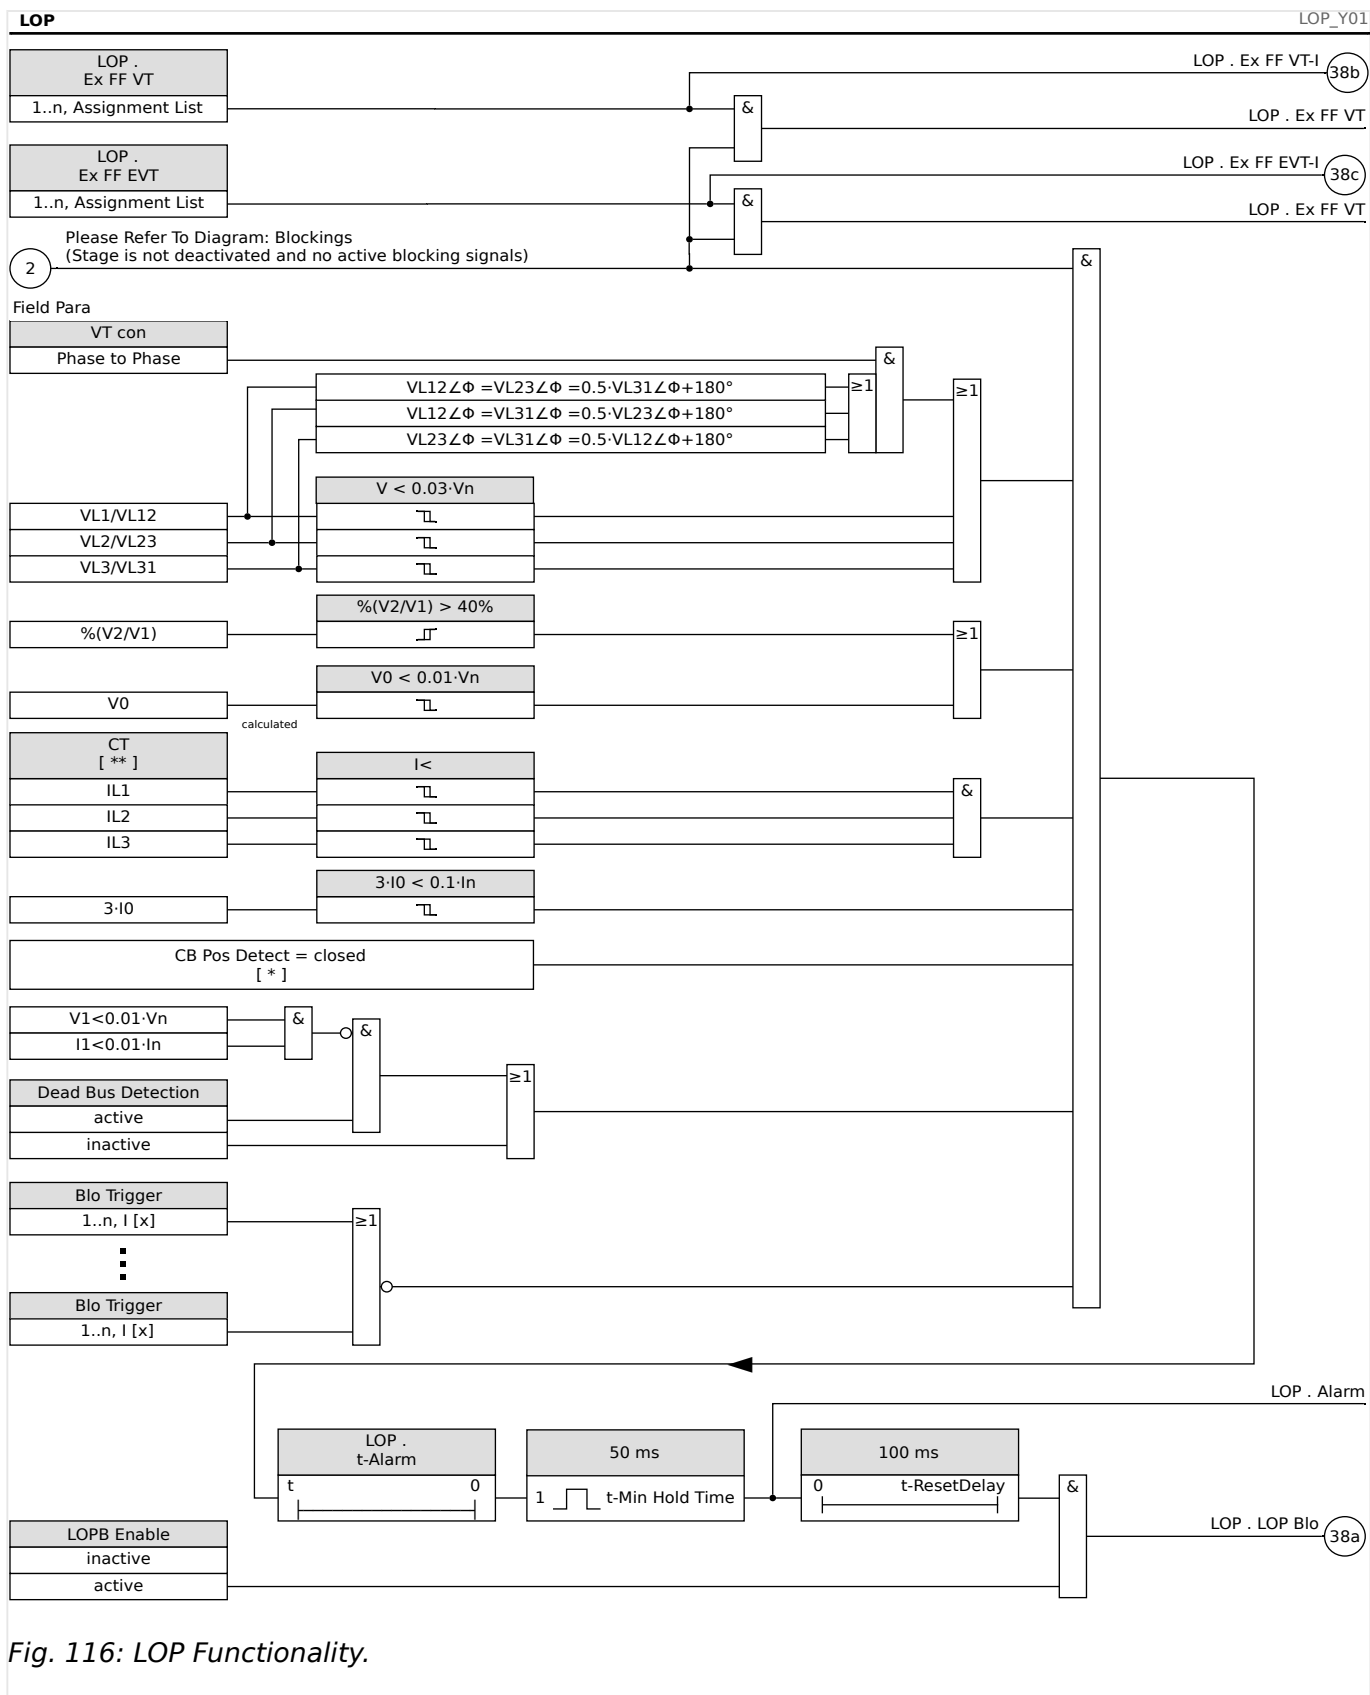 LOP
LOP_Y01
LOP .
Ex FF VT
1..n, Assignment List
&
LOP . Ex FF VT-I
38b
LOP . Ex FF VT
LOP .
Ex FF EVT
1..n, Assignment List
&
LOP . Ex FF EVT-I
38c
LOP . Ex FF VT
2
Please Refer To Diagram: Blockings
(Stage is not deactivated and no active blocking signals)
&
Field Para
VT con
Phase to Phase
&
VL12∠Φ =VL23∠Φ =0.5·VL31∠Φ+180°
VL12∠Φ =VL31∠Φ =0.5·VL23∠Φ+180°
VL23∠Φ =VL31∠Φ =0.5·VL12∠Φ+180°
≥1
≥1
V < 0.03·Vn
VL1/VL12
VL2/VL23
VL3/VL31
%(V2/V1) > 40%
%(V2/V1)
≥1
V0 < 0.01·Vn
V0
calculated
CT
[ ** ]
I<
IL1
IL2
IL3
&
3·I0 < 0.1·In
3·I0
CB Pos Detect = closed
[ * ]
V1<0.01·Vn
I1<0.01·In
&
&
Dead Bus Detection
active
inactive
≥1
Blo Trigger
1..n, I [x]
≥1
Blo Trigger
1..n, I [x]
LOP . Alarm
LOP .
t-Alarm
t 0
50 ms
1 t-Min Hold Time
100 ms
0 t-ResetDelay
&
LOPB Enable
inactive
active
LOP . LOP Blo
38a
Fig. 116: LOP Functionality.